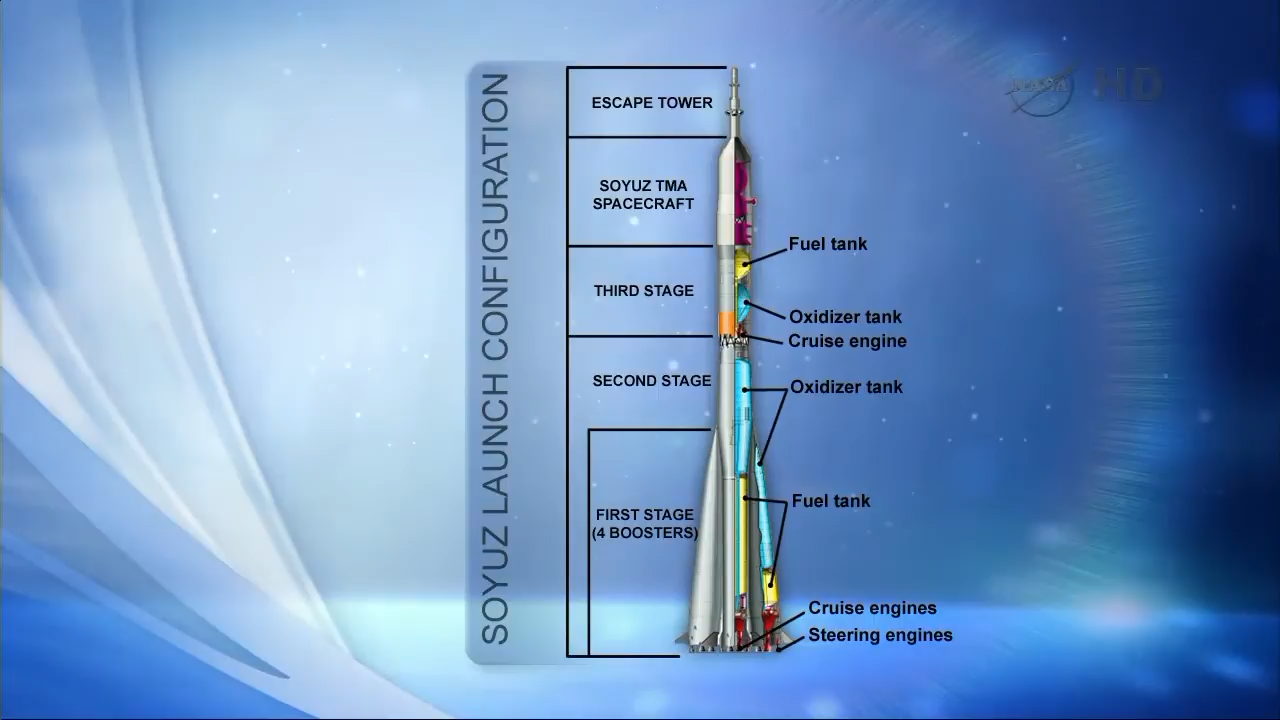 SOYUZ LAUNCH CONFIGURATION
ESCAPE TOWER
SOYUZ TMA
SPACECRAFT
Fuel tank
THIRD STAGE
Oxidizer tank
Cruise engine
SECOND STAGE
Oxidizer tank
Fuel tank
FIRST STAGE
(4 BOOSTERS)
Cruise engines
Steering engines
NASA HD